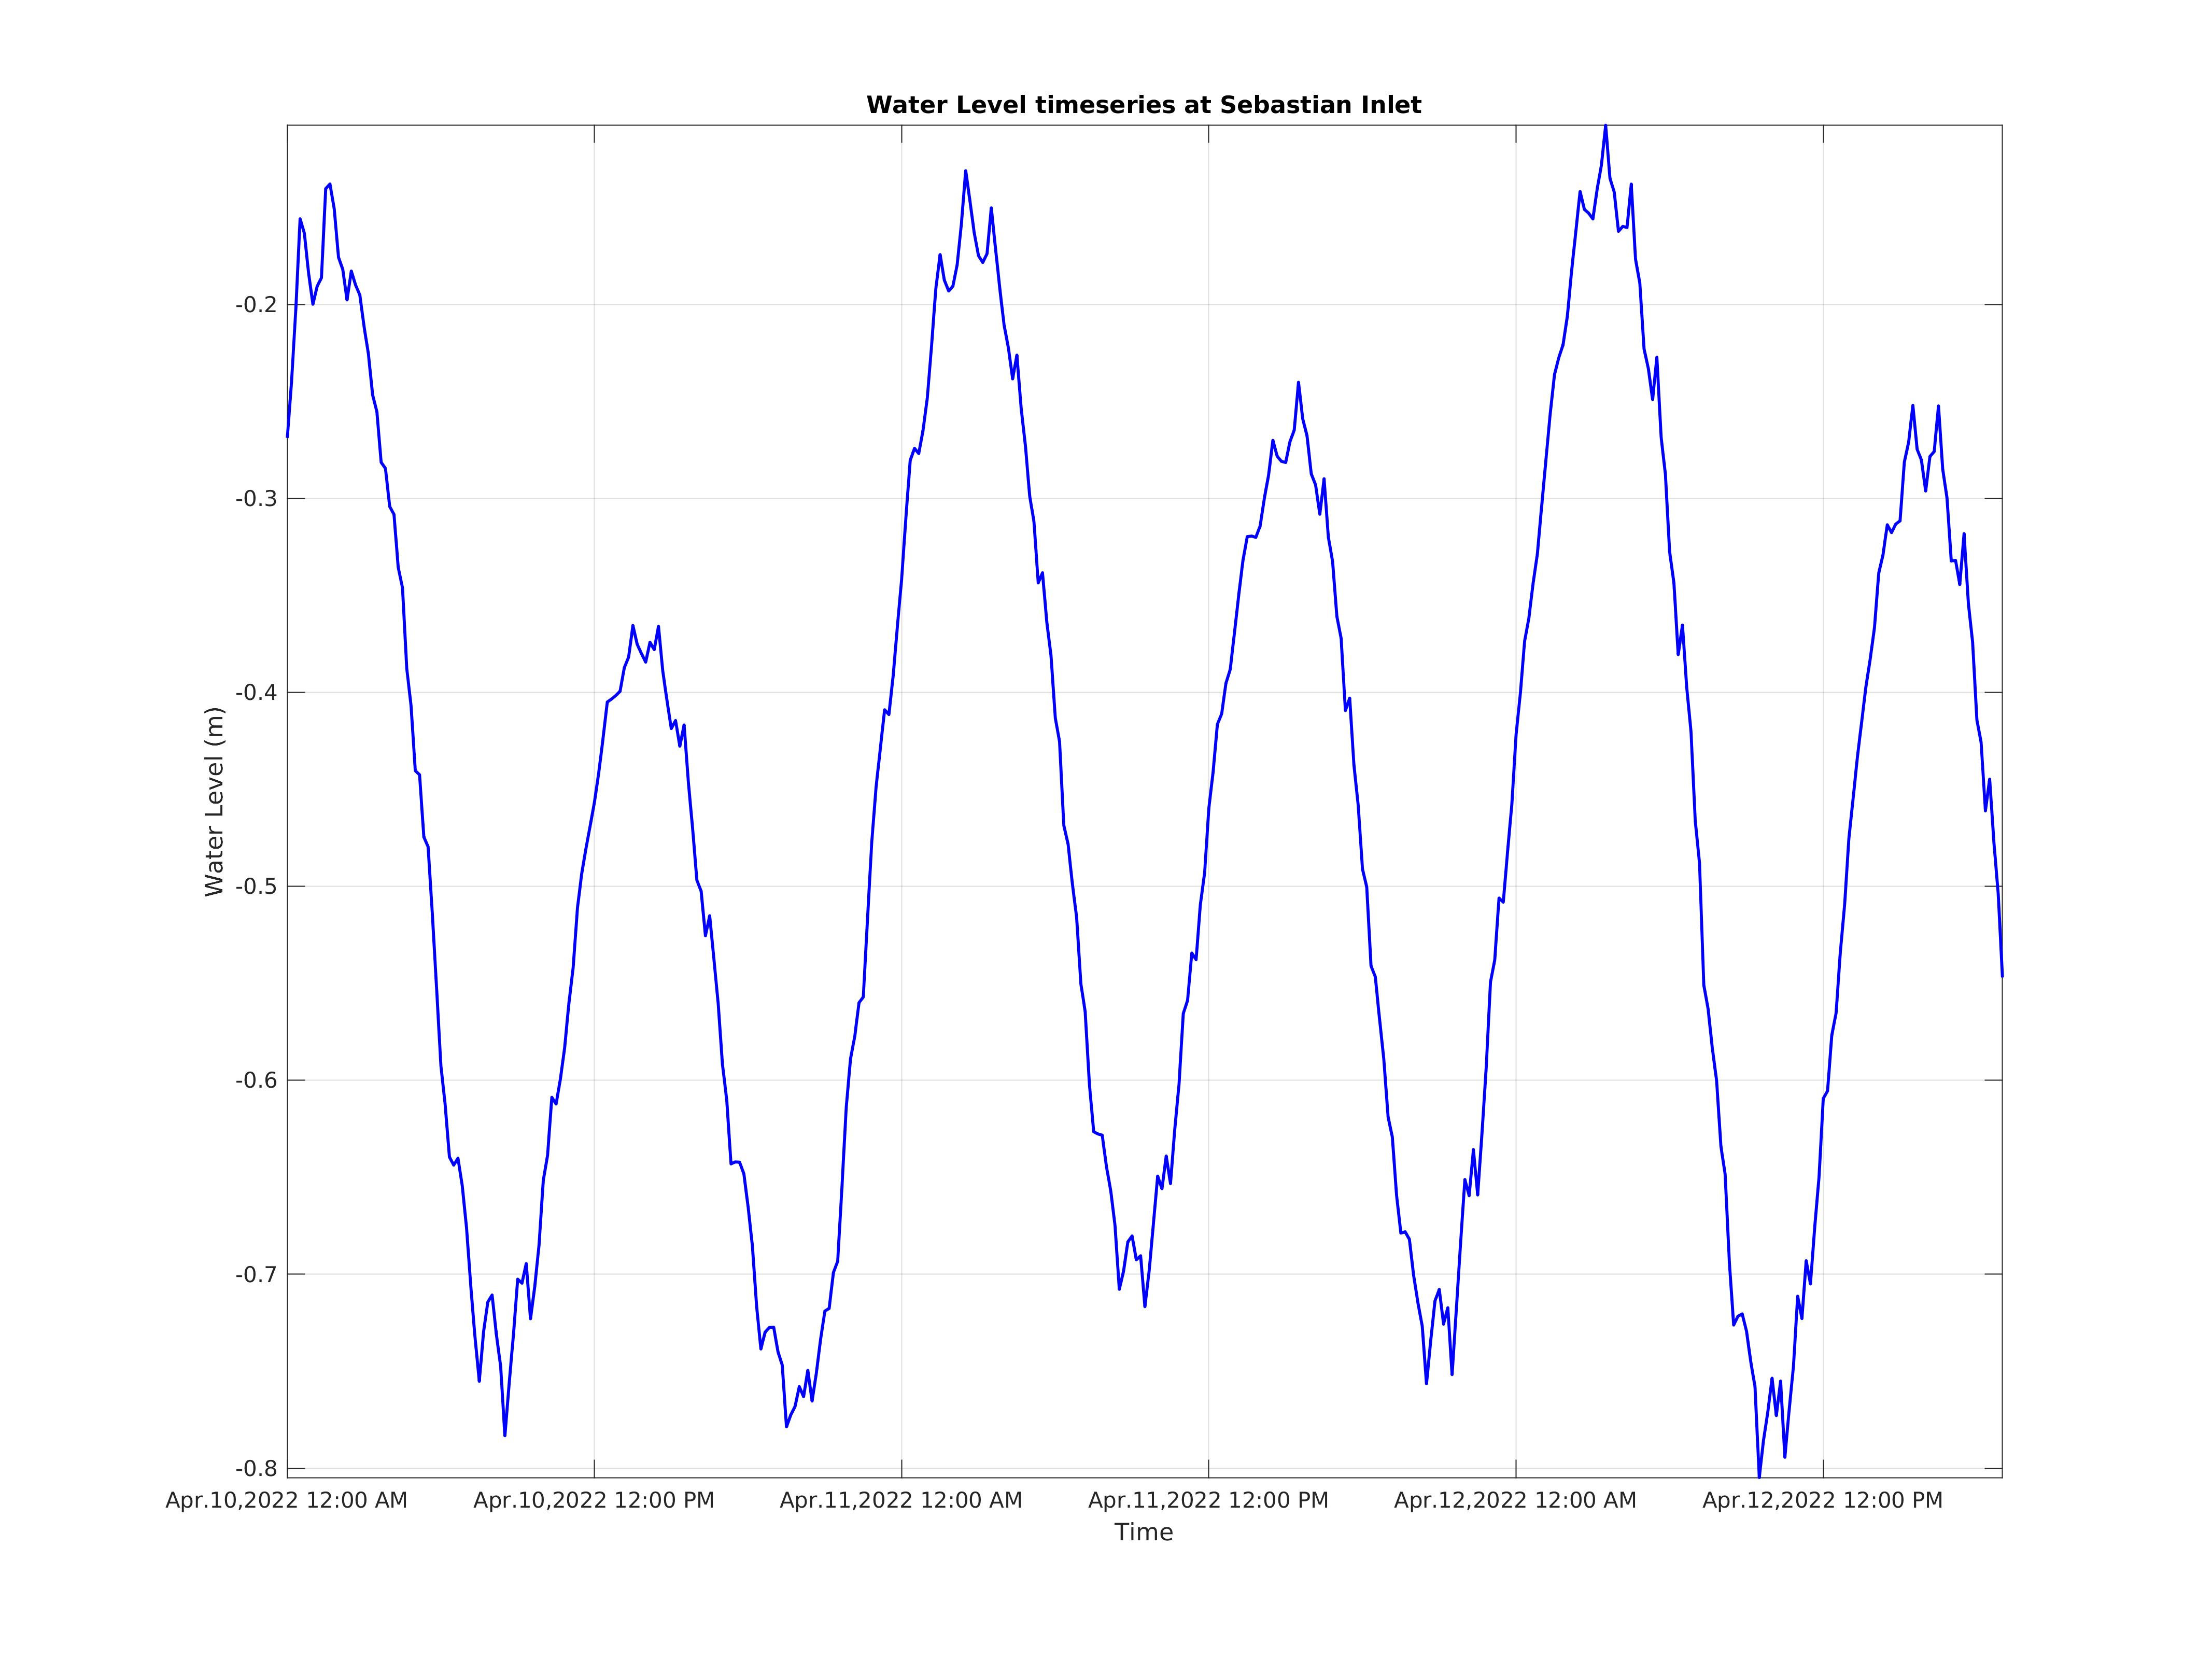 Water Level timeseries at Sebastian Inlet
-0.2
-0.3
-0.4
-0.5
-0.6
-0.7
-0.8
Water Level (m)
Apr.10,2022 12:00 AM
Apr.10,2022 12:00 PM
Apr.11,2022 12:00 AM
Apr.11,2022 12:00 PM
Apr.12,2022 12:00 AM
Apr.12,2022 12:00 PM
Time